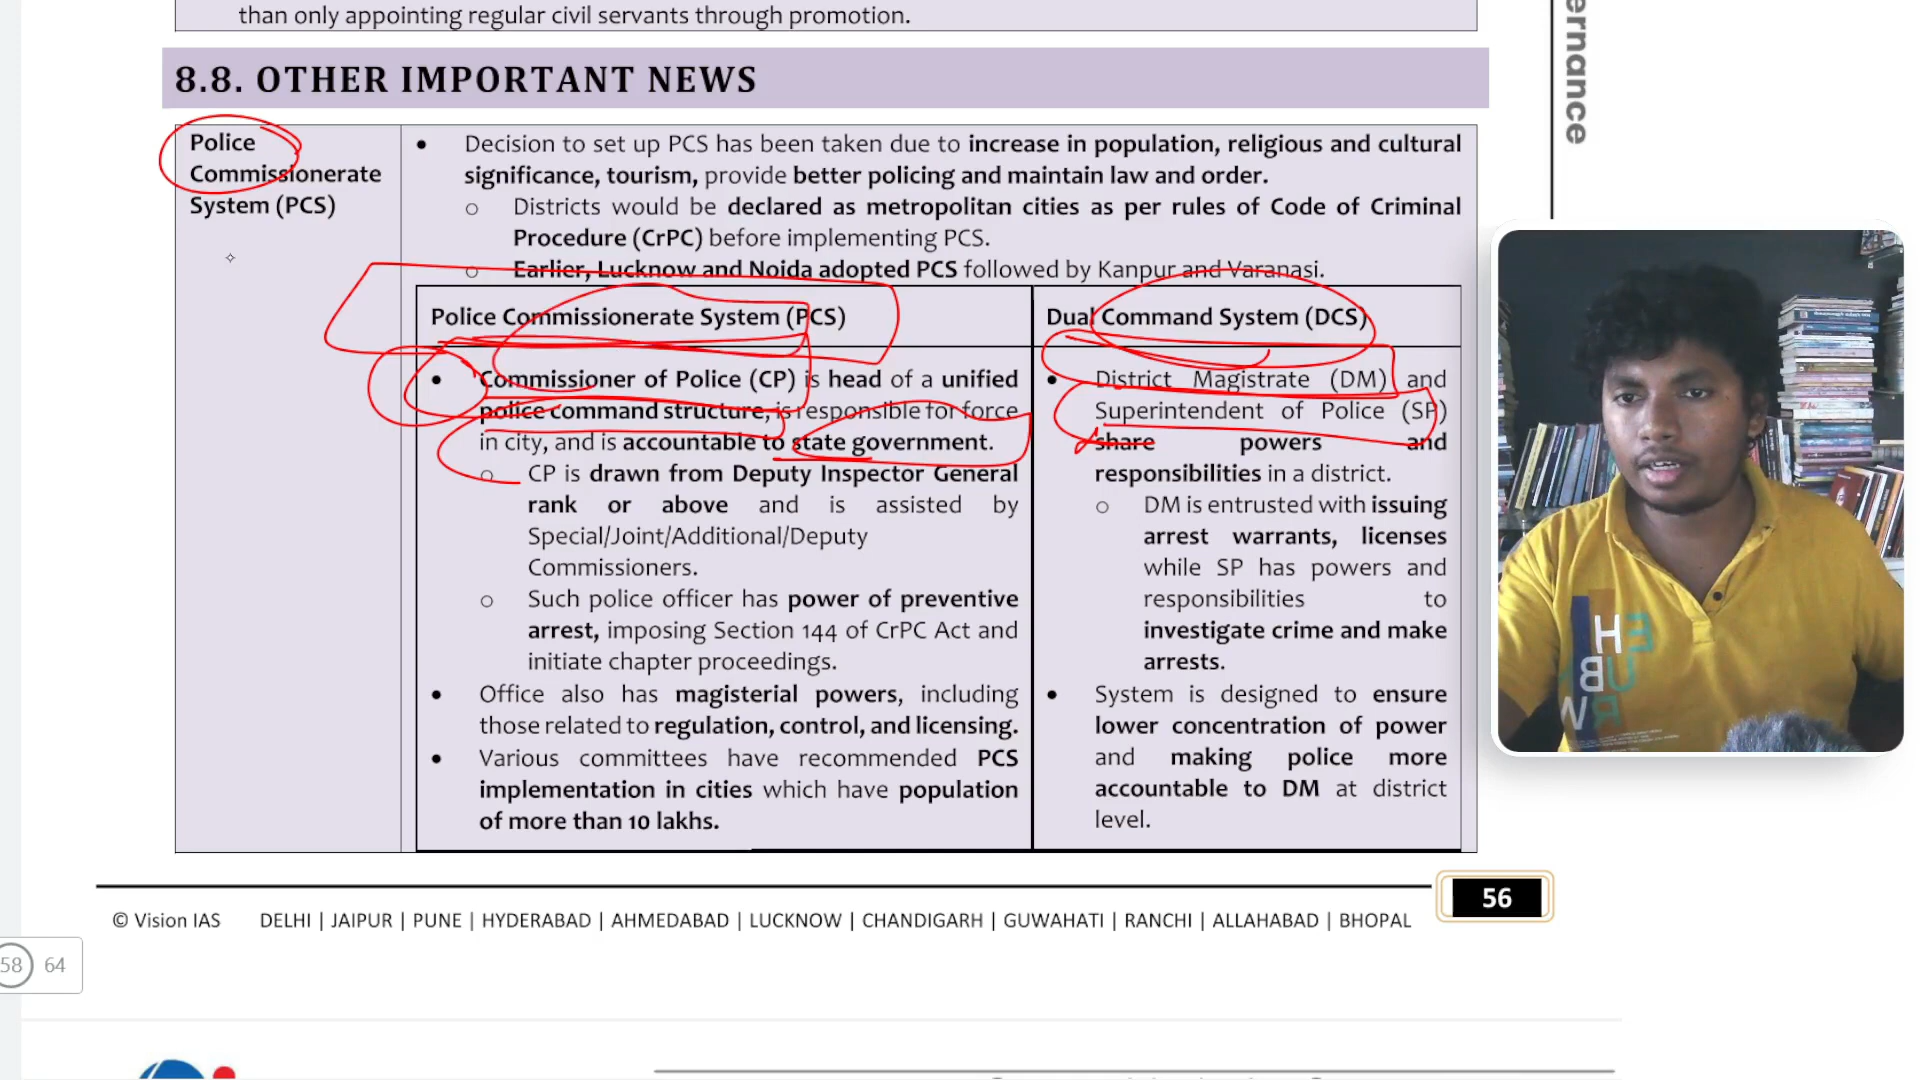 than only appointing regular civil servants through promotion.
8.8. OTHER IMPORTANT NEWS
Police
Commissionerate
System (PCS)
• Decision to set up PCS has been taken due to increase in population, religious and cultural
significance, tourism, provide better policing and maintain law and order.
o Districts would be declared as metropolitan cities as per rules of Code of Criminal
Procedure (CrPC) before implementing PCS.
o Earlier, Lucknow and Noida adopted PCS followed by Kanpur and Varanasi.
Police Commissionerate System (PCS)
• Commissioner of Police (CP) is head of a unified
police command structure, is responsible for force
in city, and is accountable to state government.
o CP is drawn from Deputy Inspector General
rank or above and is assisted by
Special/Joint/Additional/Deputy
Commissioners.
o Such police officer has power of preventive
arrest, imposing Section 144 of CrPC Act and
initiate chapter proceedings.
• Office also has magisterial powers, including
those related to regulation, control, and licensing.
• Various committees have recommended PCS
implementation in cities which have population
of more than 10 lakhs.
Dual Command System (DCS)
• District Magistrate (DM) and
Superintendent of Police (SP)
share powers and
responsibilities in a district.
o DM is entrusted with issuing
arrest warrants, licenses
while SP has powers and
responsibilities to
investigate crime and make
arrests.
• System is designed to ensure
lower concentration of power
and making police more
accountable to DM at district
level.
ernance
56
© Vision IAS DELHI | JAIPUR | PUNE | HYDERABAD | AHMEDABAD | LUCKNOW | CHANDIGARH | GUWAHATI | RANCHI | ALLAHABAD | BHOPAL
58 64